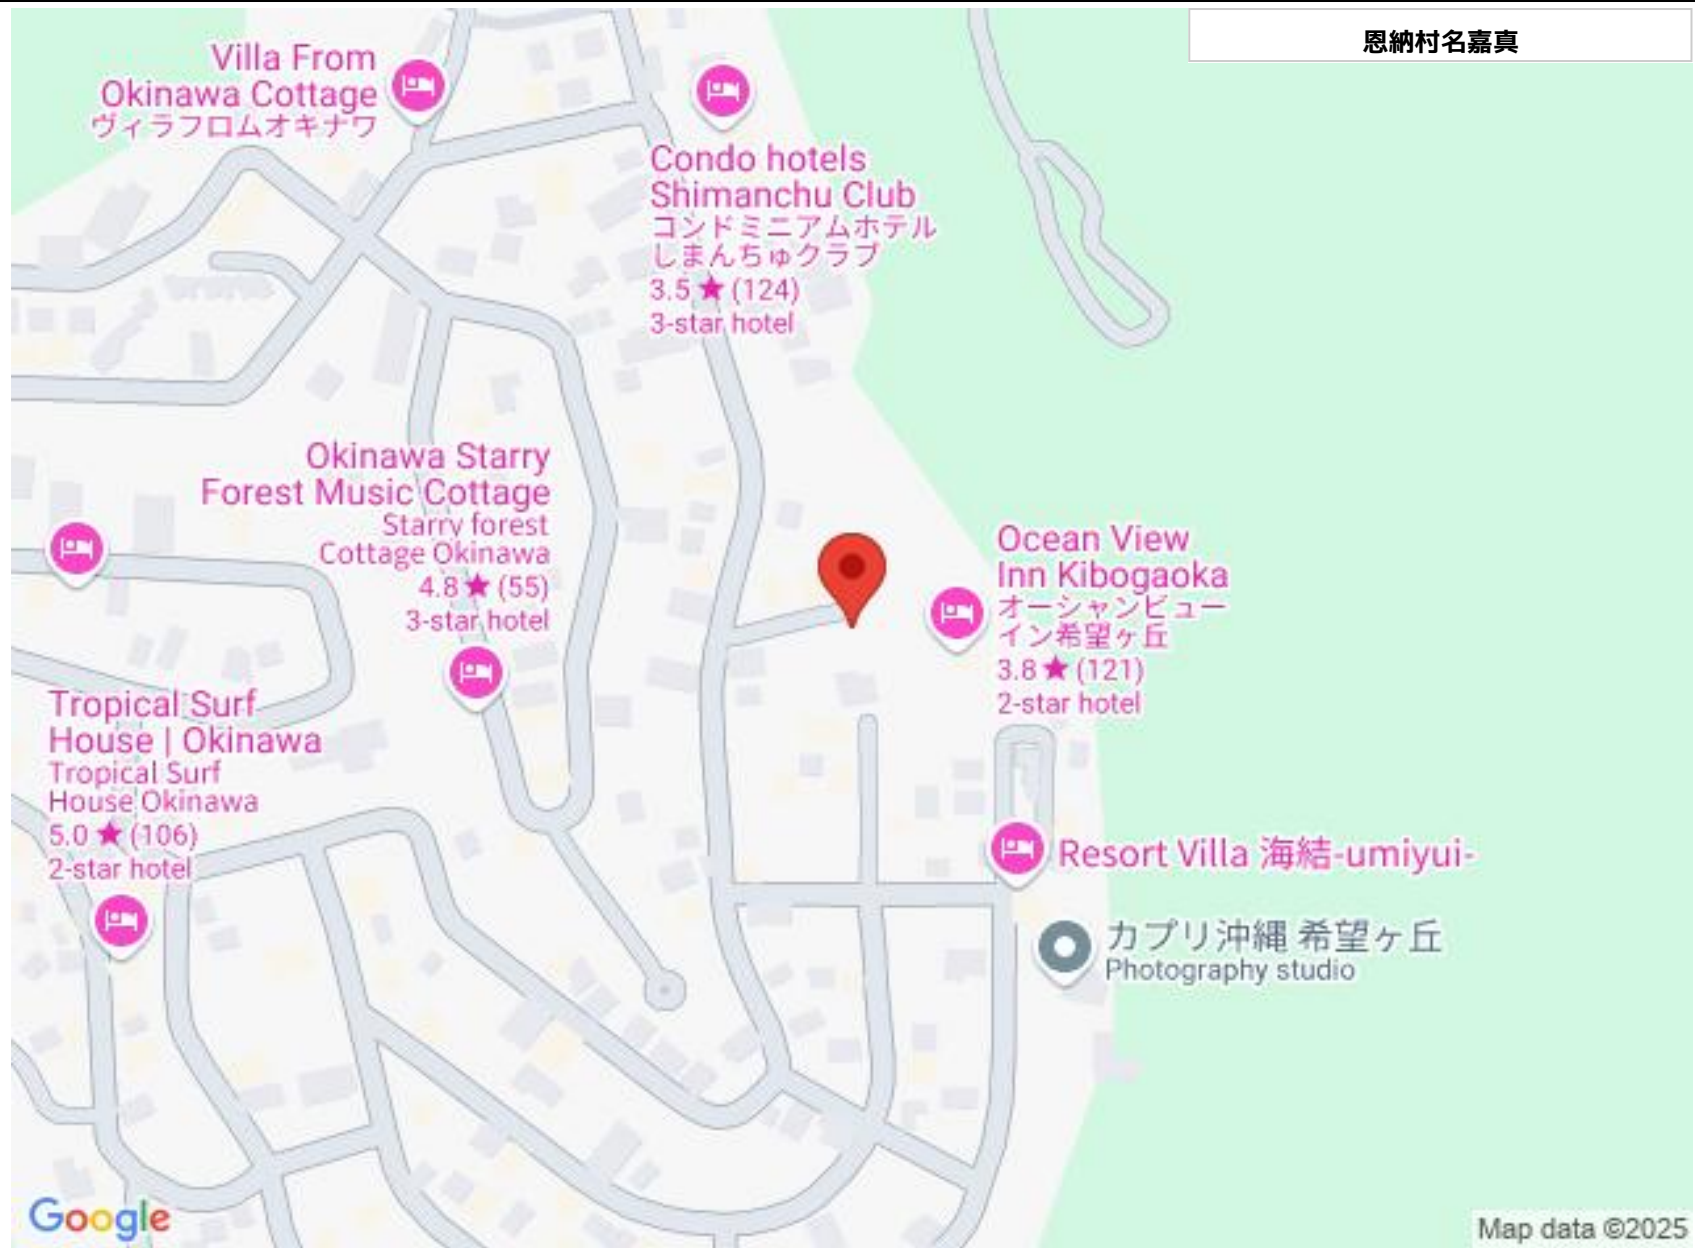 恩納村名嘉真
Villa From
Okinawa Cottage
ヴィラフロムオキナワ
Condo hotels
Shimanchu Club
コンドミニアムホテル
しまんちゅクラブ
3.5 ★ (124)
3-star hotel
Okinawa Starry
Forest Music Cottage
Starry forest
Cottage Okinawa
4.8 ★ (55)
3-star hotel
Ocean View
Inn Kibogaoka
オーシャンビュー
イン希望ヶ丘
3.8 ★ (121)
2-star hotel
Tropical Surf
House | Okinawa
Tropical Surf
House Okinawa
5.0 ★ (106)
2-star hotel
Resort Villa 海結-umiyui-
カプリ沖縄 希望ヶ丘
Photography studio
Google
Map data ©2025